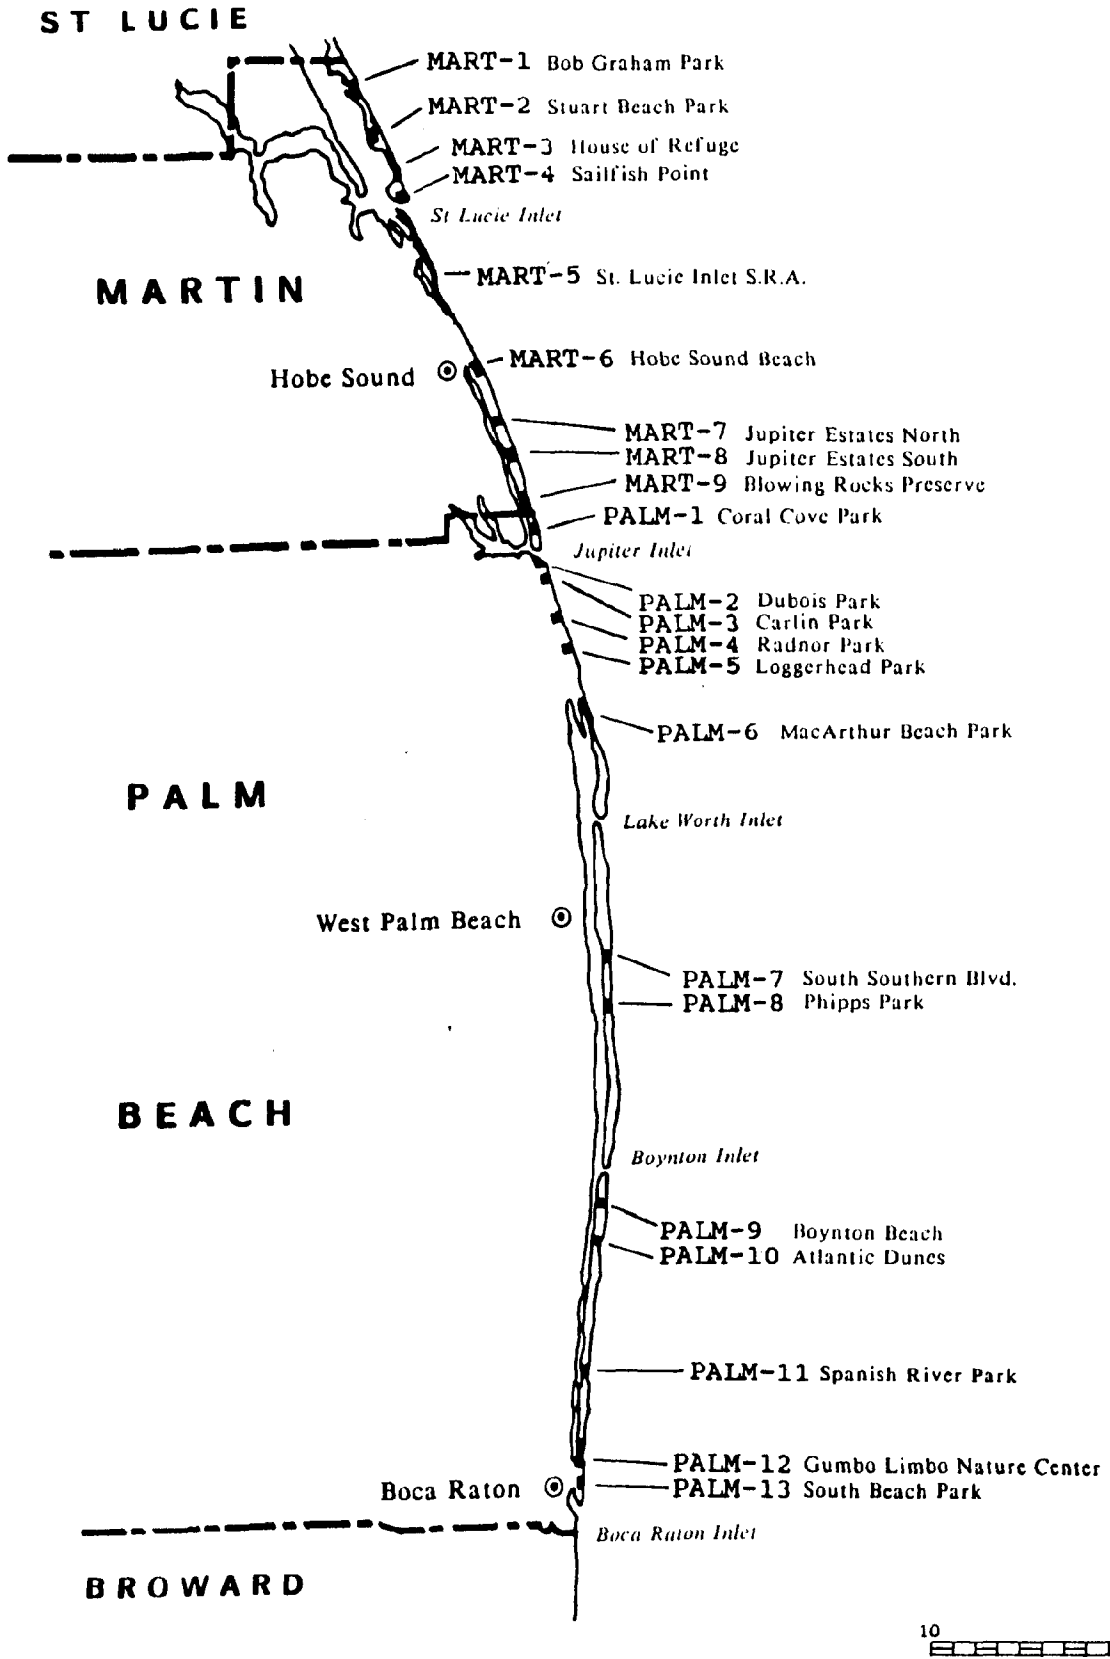 ST LUCIE
MART-1 Bob Graham Park
MART-2 Stuart Beach Park
MART-3 House of Refuge
MART-4 Sailfish Point
St Lucie Inlet
MARTIN
MART-5 St. Lucie Inlet S.R.A.
MART-6 Hobe Sound Beach
Hobe Sound
MART-7 Jupiter Estates North
MART-8 Jupiter Estates South
MART-9 Blowing Rocks Preserve
PALM-1 Coral Cove Park
Jupiter Inlet
PALM-2 Dubois Park
PALM-3 Carlin Park
PALM-4 Radnor Park
PALM-5 Loggerhead Park
PALM-6 MacArthur Beach Park
PALM
Lake Worth Inlet
West Palm Beach
PALM-7 South Southern Blvd.
PALM-8 Phipps Park
BEACH
Boynton Inlet
PALM-9 Boynton Beach
PALM-10 Atlantic Dunes
PALM-11 Spanish River Park
PALM-12 Gumbo Limbo Nature Center
Boca Raton
PALM-13 South Beach Park
Boca Raton Inlet
BROWARD
10